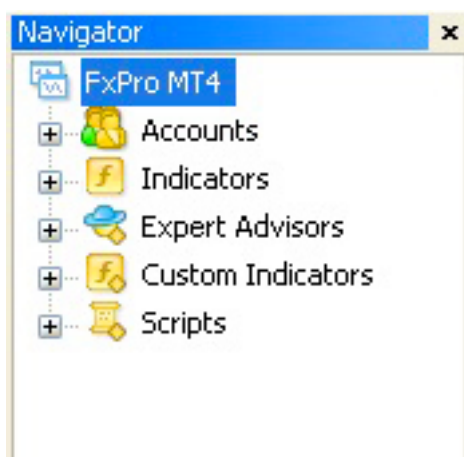 Navigator
FxPro MT4
Accounts
Indicators
Expert Advisors
Custom Indicators
Scripts